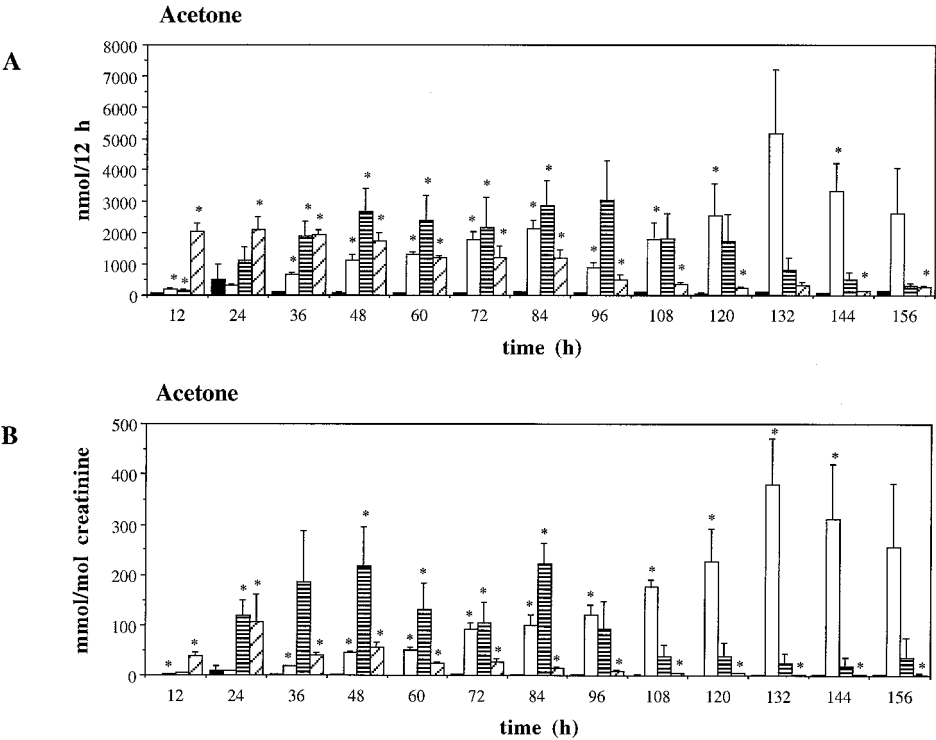 Acetone
A
8000
7000
6000
5000
4000
3000
2000
1000
0
nmol/12 h
* * * * * * * * * * * * * * * * * * * * * * * * * * *
12 24 36 48 60 72 84 96 108 120 132 144 156
time (h)
Acetone
B
500
400
300
200
100
0
mmol/mol creatinine
* * * * * * * * * * * * * * * * * * * * * * * * * *
12 24 36 48 60 72 84 96 108 120 132 144 156
time (h)